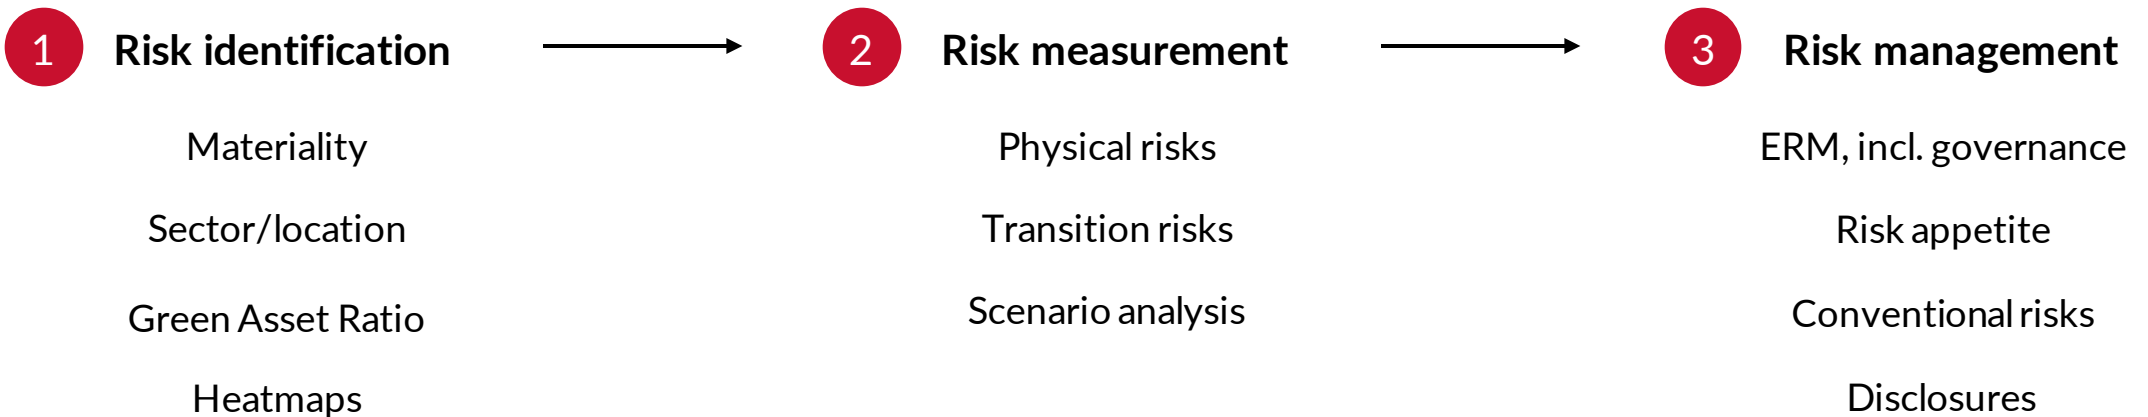 1 Risk identification
Materiality
Sector/location
Green Asset Ratio
Heatmaps
2 Risk measurement
Physical risks
Transition risks
Scenario analysis
3 Risk management
ERM, incl. governance
Risk appetite
Conventional risks
Disclosures